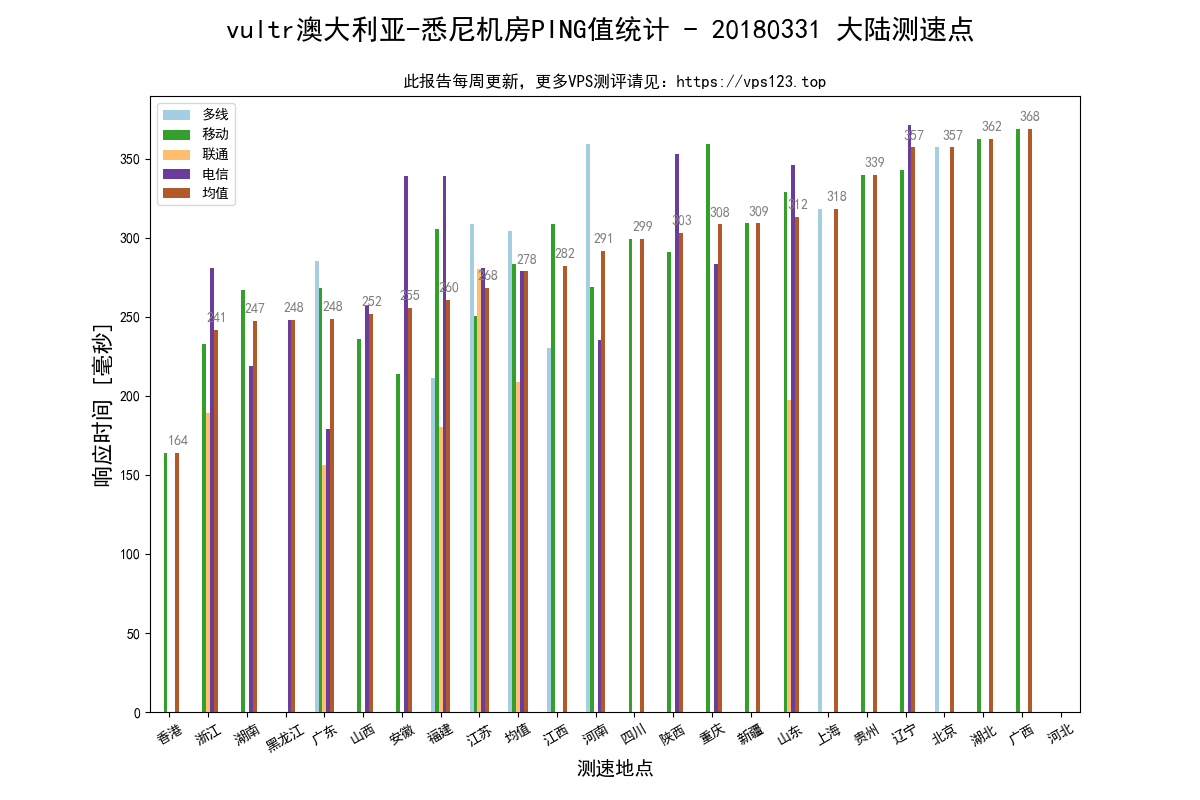 vultr澳大利亚-悉尼机房PING值统计 - 20180331 大陆测速点
此报告每周更新，更多VPS测评请见：https://vps123.top
多线
移动
联通
电信
均值
响应时间 [毫秒]
350
300
250
200
150
100
50
0
164
241
247
248
248
252
255
260
268
278
282
291
299
303
308
309
312
318
339
357
357
362
368
香港
浙江
湖南
黑龙江
广东
山西
安徽
福建
江苏
均值
江西
河南
四川
陕西
重庆
新疆
山东
上海
贵州
辽宁
北京
湖北
广西
河北
测速地点